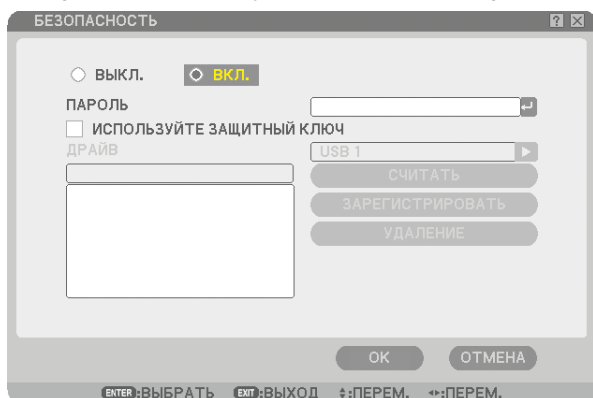 БЕЗОПАСНОСТЬ
ВЫКЛ. ВКЛ.
ПАРОЛЬ
ИСПОЛЬЗУЙТЕ ЗАЩИТНЫЙ КЛЮЧ
ДРАЙВ USB 1
СЧИТАТЬ
ЗАРЕГИСТРИРОВАТЬ
УДАЛЕНИЕ
ОК ОТМЕНА
ENTER:ВЫБРАТЬ EXIT:ВЫХОД :ПЕРЕМ. :ПЕРЕМ.